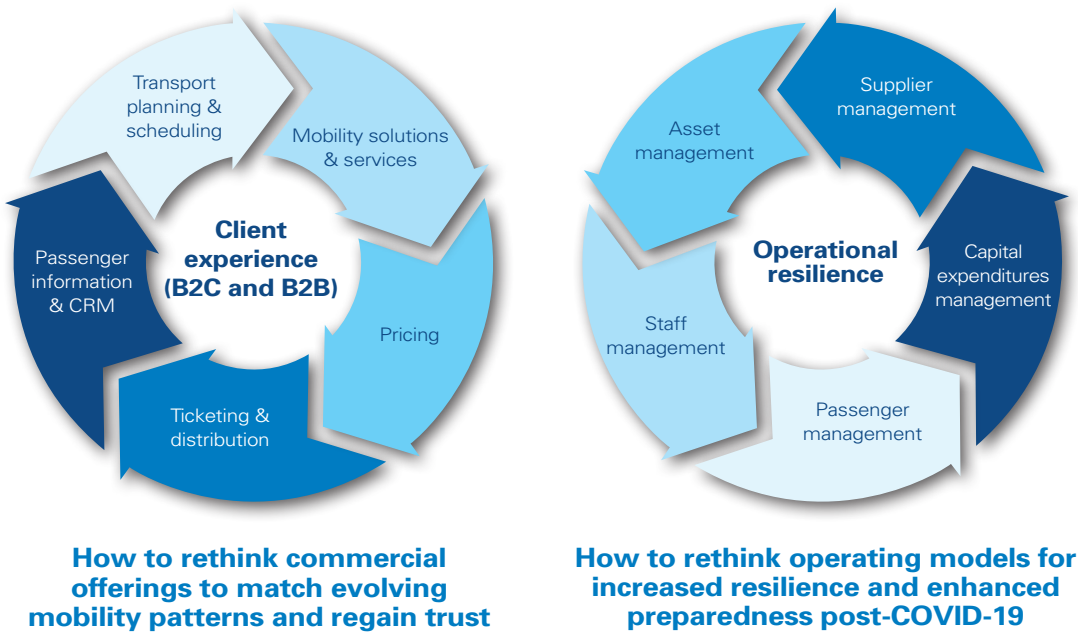 Transport
planning &
scheduling
Mobility solutions
& services
Pricing
Ticketing &
distribution
Passenger
information
& CRM
Client
experience
(B2C and B2B)
How to rethink commercial
offerings to match evolving
mobility patterns and regain trust
Supplier
management
Asset
management
Staff
management
Passenger
management
Capital
expenditures
management
Operational
resilience
How to rethink operating models for
increased resilience and enhanced
preparedness post-COVID-19